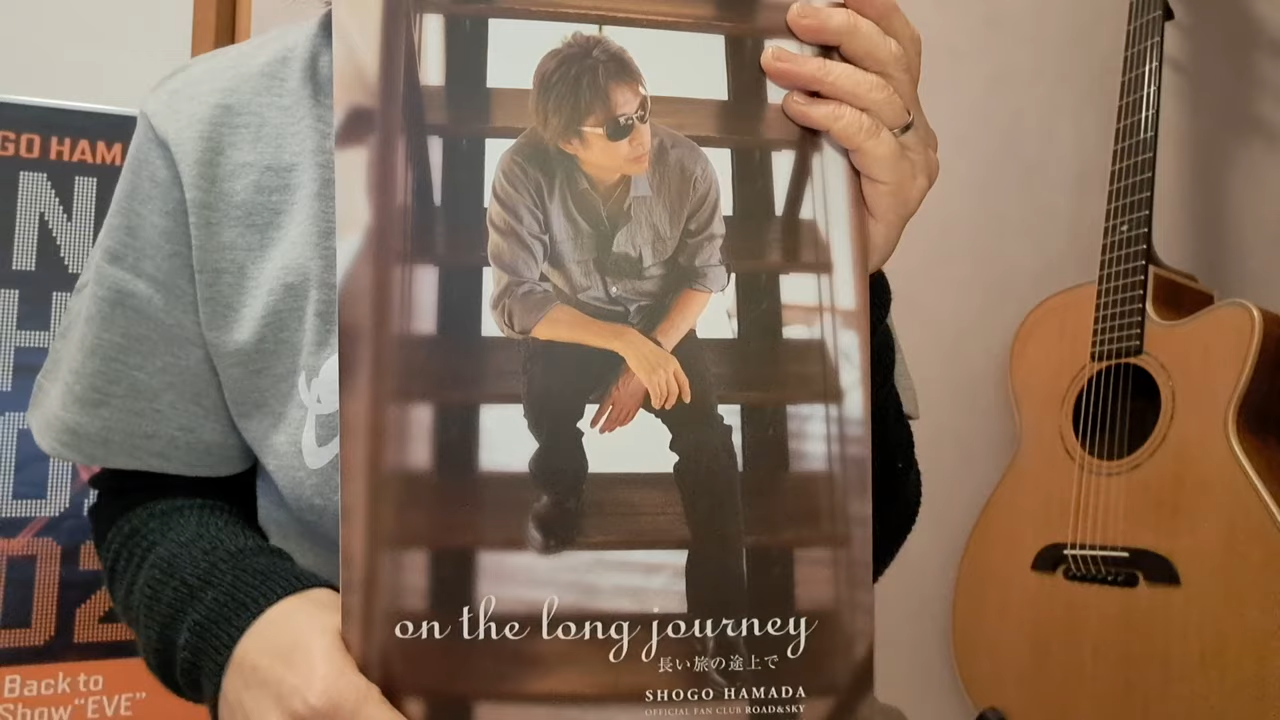 GO HAM
N
H
O
02
Back to
Show "EVE"
on the long journey
長い旅の途上で
SHOGO HAMADA
OFFICIAL FAN CLUB ROAD&SKY